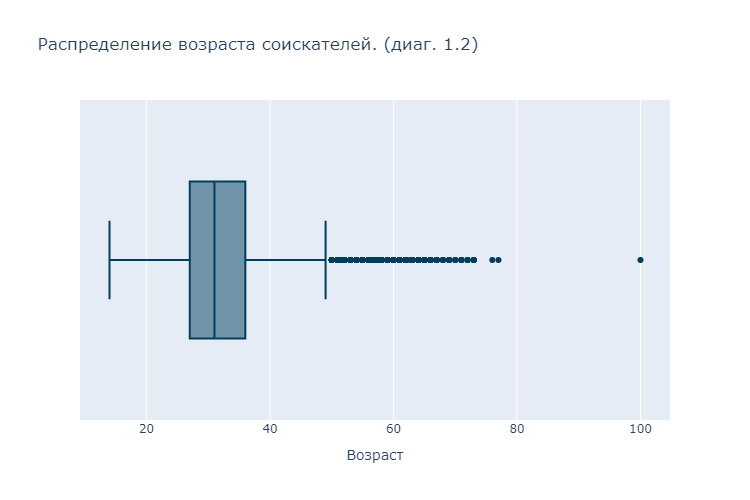 Распределение возраста соискателей. (диаг. 1.2)
20 40 60 80 100
Возраст